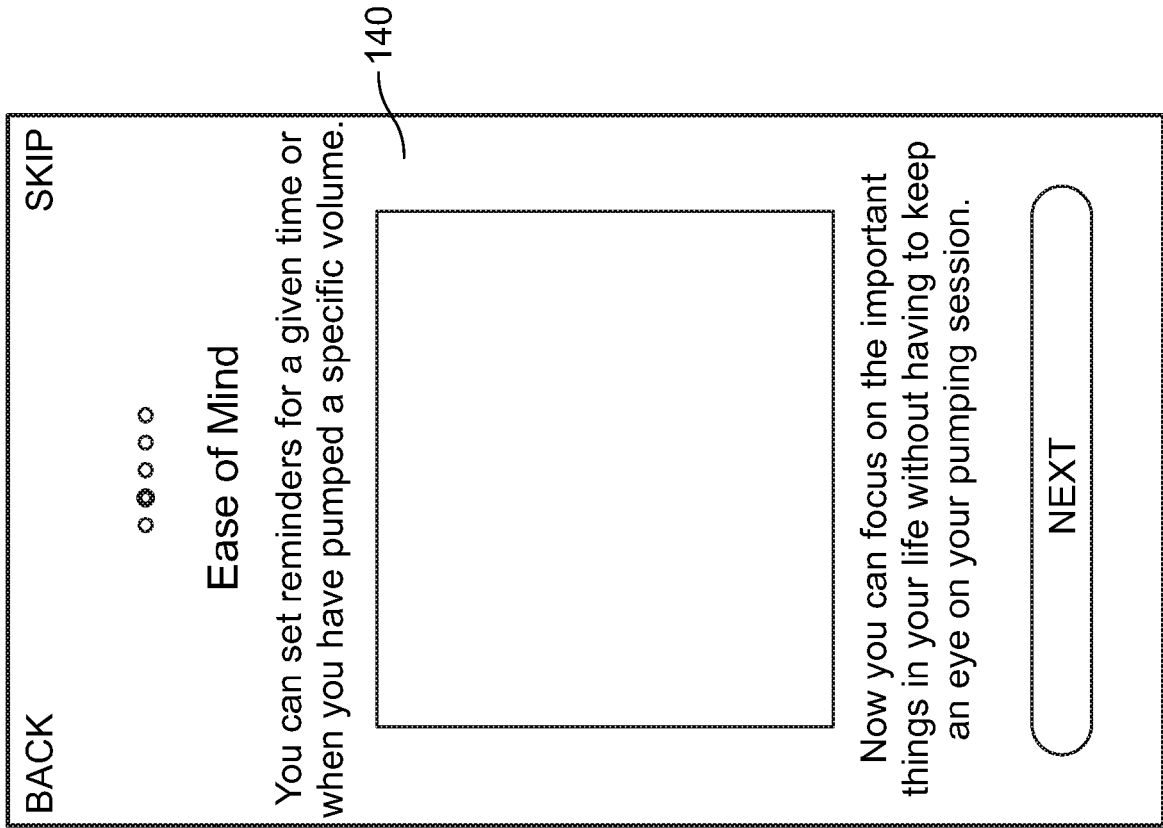 BACK
SKIP
Ease of Mind
You can set reminders for a given time or
when you have pumped a specific volume.
140
Now you can focus on the important
things in your life without having to keep
an eye on your pumping session.
NEXT